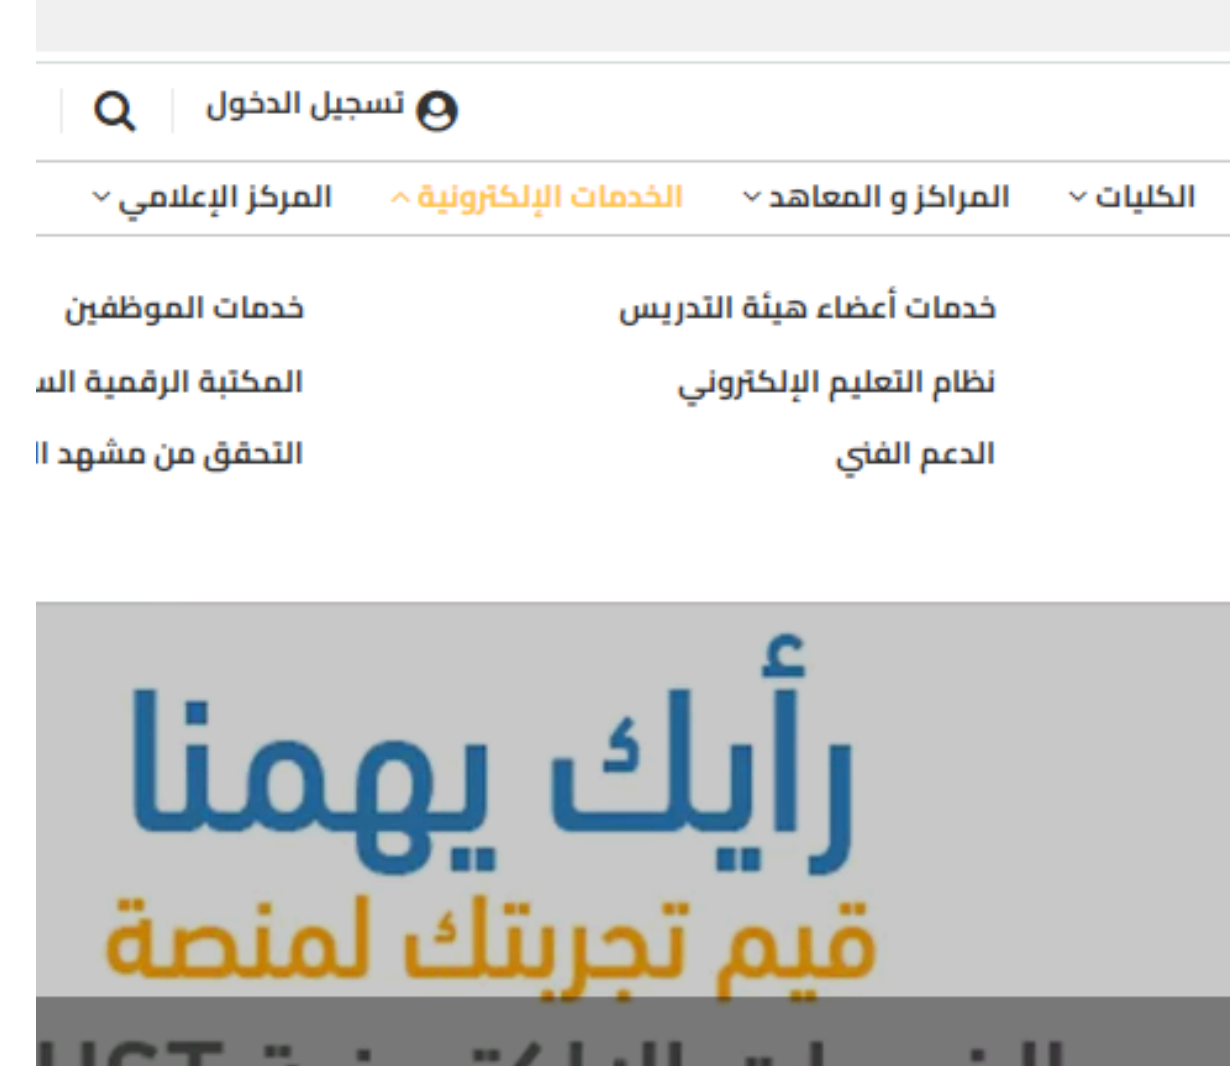 تسجيل الدخول
الكليات المراكز و المعاهد الخدمات الإلكترونية المركز الإعلامي
خدمات أعضاء هيئة التدريس خدمات الموظفين
نظام التعليم الإلكتروني المكتبة الرقمية
الدعم الفني التحقق من مشهد
رأيك يهمنا
قيم تجربتك لمنصة